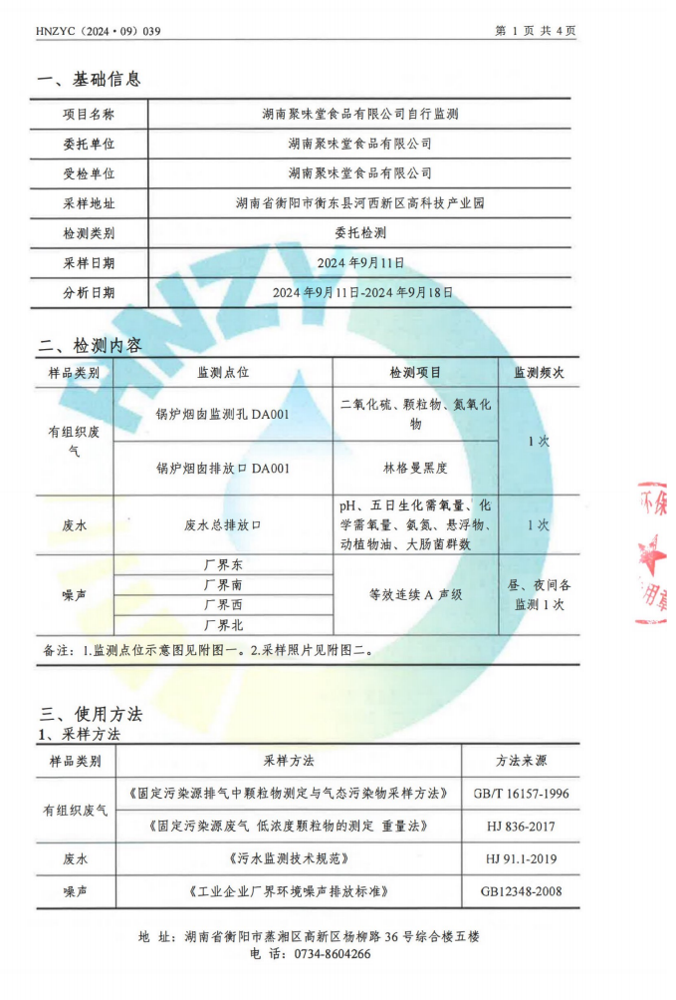 HNZYC（2024·09）039
第 1 页 共 4页
一、基础信息
项目名称 湖南聚味堂食品有限公司自行监测
委托单位 湖南聚味堂食品有限公司
受检单位 湖南聚味堂食品有限公司
采样地址 湖南省衡阳市衡东县河西新区高科技产业园
检测类别 委托检测
采样日期 2024 年9月11日
分析日期 2024 年9月11日-2024 年9月18日
二、检测内容
样品类别 监测点位 检测项目 监测频次
有组织废
气
锅炉烟囱监测孔 DA001
二氧化硫、颗粒物、氮氧化
物
1 次
锅炉烟囱排放口 DA001 林格曼黑度
废水 废水总排放口
pH、五日生化需氧量、化
学需氧量、氨氮、悬浮物、
动植物油、大肠菌群数
1 次
噪声
厂界东
厂界南
厂界西
厂界北
等效连续 A 声级
昼、夜间各
监测 1 次
备注：1.监测点位示意图见附图一。2.采样照片见附图二。
三、使用方法
1、采样方法
样品类别 采样方法 方法来源
有组织废气
《固定污染源排气中颗粒物测定与气态污染物采样方法》 GB/T 16157-1996
《固定污染源废气 低浓度颗粒物的测定 重量法》 HJ 836-2017
废水 《污水监测技术规范》 HJ 91.1-2019
噪声 《工业企业厂界环境噪声排放标准》 GB12348-2008
地 址：湖南省衡阳市蒸湘区高新区杨柳路 36 号综合楼五楼
电 话：0734-8604266
HNZY
环保
用章